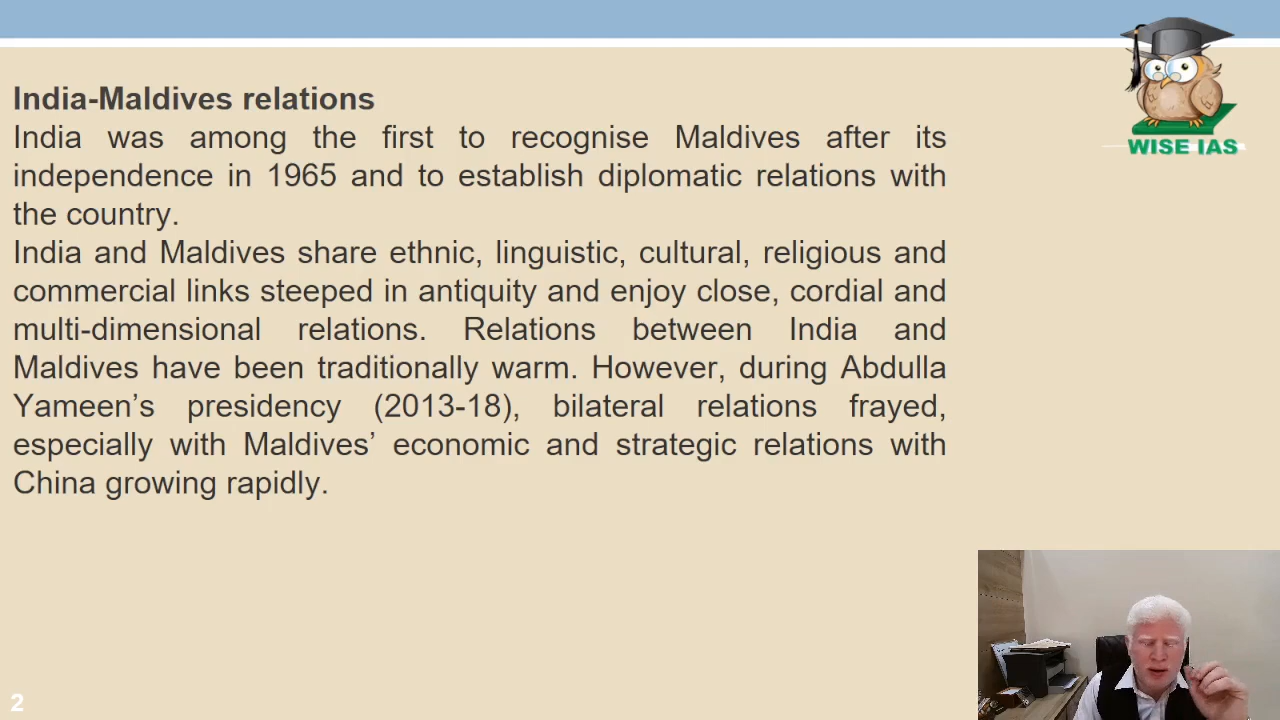 India-Maldives relations
India was among the first to recognise Maldives after its
independence in 1965 and to establish diplomatic relations with
the country.
India and Maldives share ethnic, linguistic, cultural, religious and
commercial links steeped in antiquity and enjoy close, cordial and
multi-dimensional relations. Relations between India and
Maldives have been traditionally warm. However, during Abdulla
Yameen’s presidency (2013-18), bilateral relations frayed,
especially with Maldives’ economic and strategic relations with
China growing rapidly.
WISE IAS
2